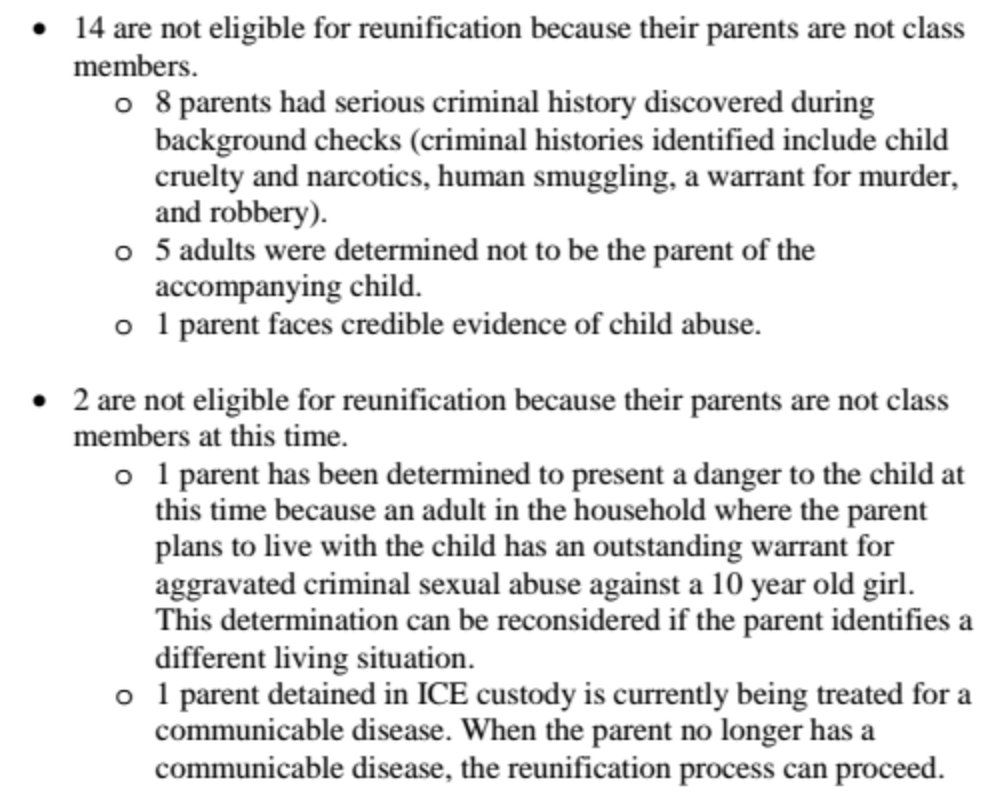 • 14 are not eligible for reunification because their parents are not class
members.
o 8 parents had serious criminal history discovered during
background checks (criminal histories identified include child
cruelty and narcotics, human smuggling, a warrant for murder,
and robbery).
o 5 adults were determined not to be the parent of the
accompanying child.
o 1 parent faces credible evidence of child abuse.
• 2 are not eligible for reunification because their parents are not class
members at this time.
o 1 parent has been determined to present a danger to the child at
this time because an adult in the household where the parent
plans to live with the child has an outstanding warrant for
aggravated criminal sexual abuse against a 10 year old girl.
This determination can be reconsidered if the parent identifies a
different living situation.
o 1 parent detained in ICE custody is currently being treated for a
communicable disease. When the parent no longer has a
communicable disease, the reunification process can proceed.